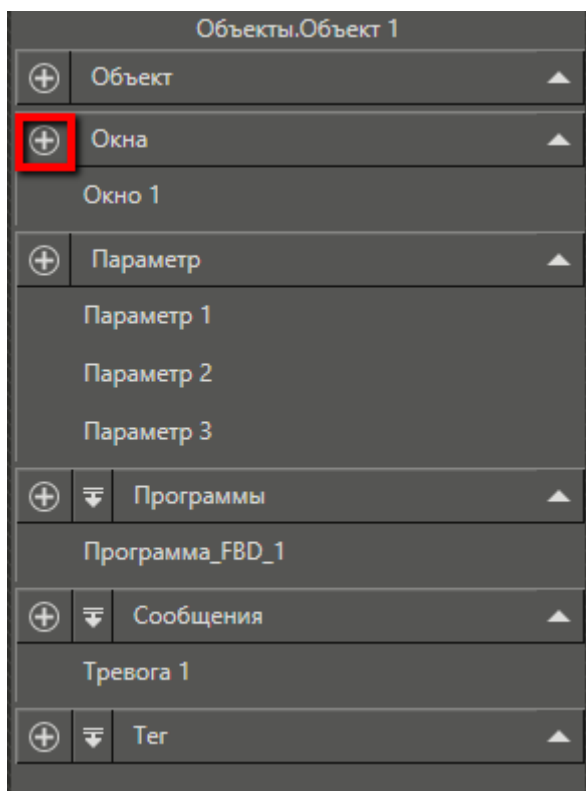 Объекты.Объект 1
Объект
Окна
Окно 1
Параметр
Параметр 1
Параметр 2
Параметр 3
Программы
Программа_FBD_1
Сообщения
Тревога 1
Тег